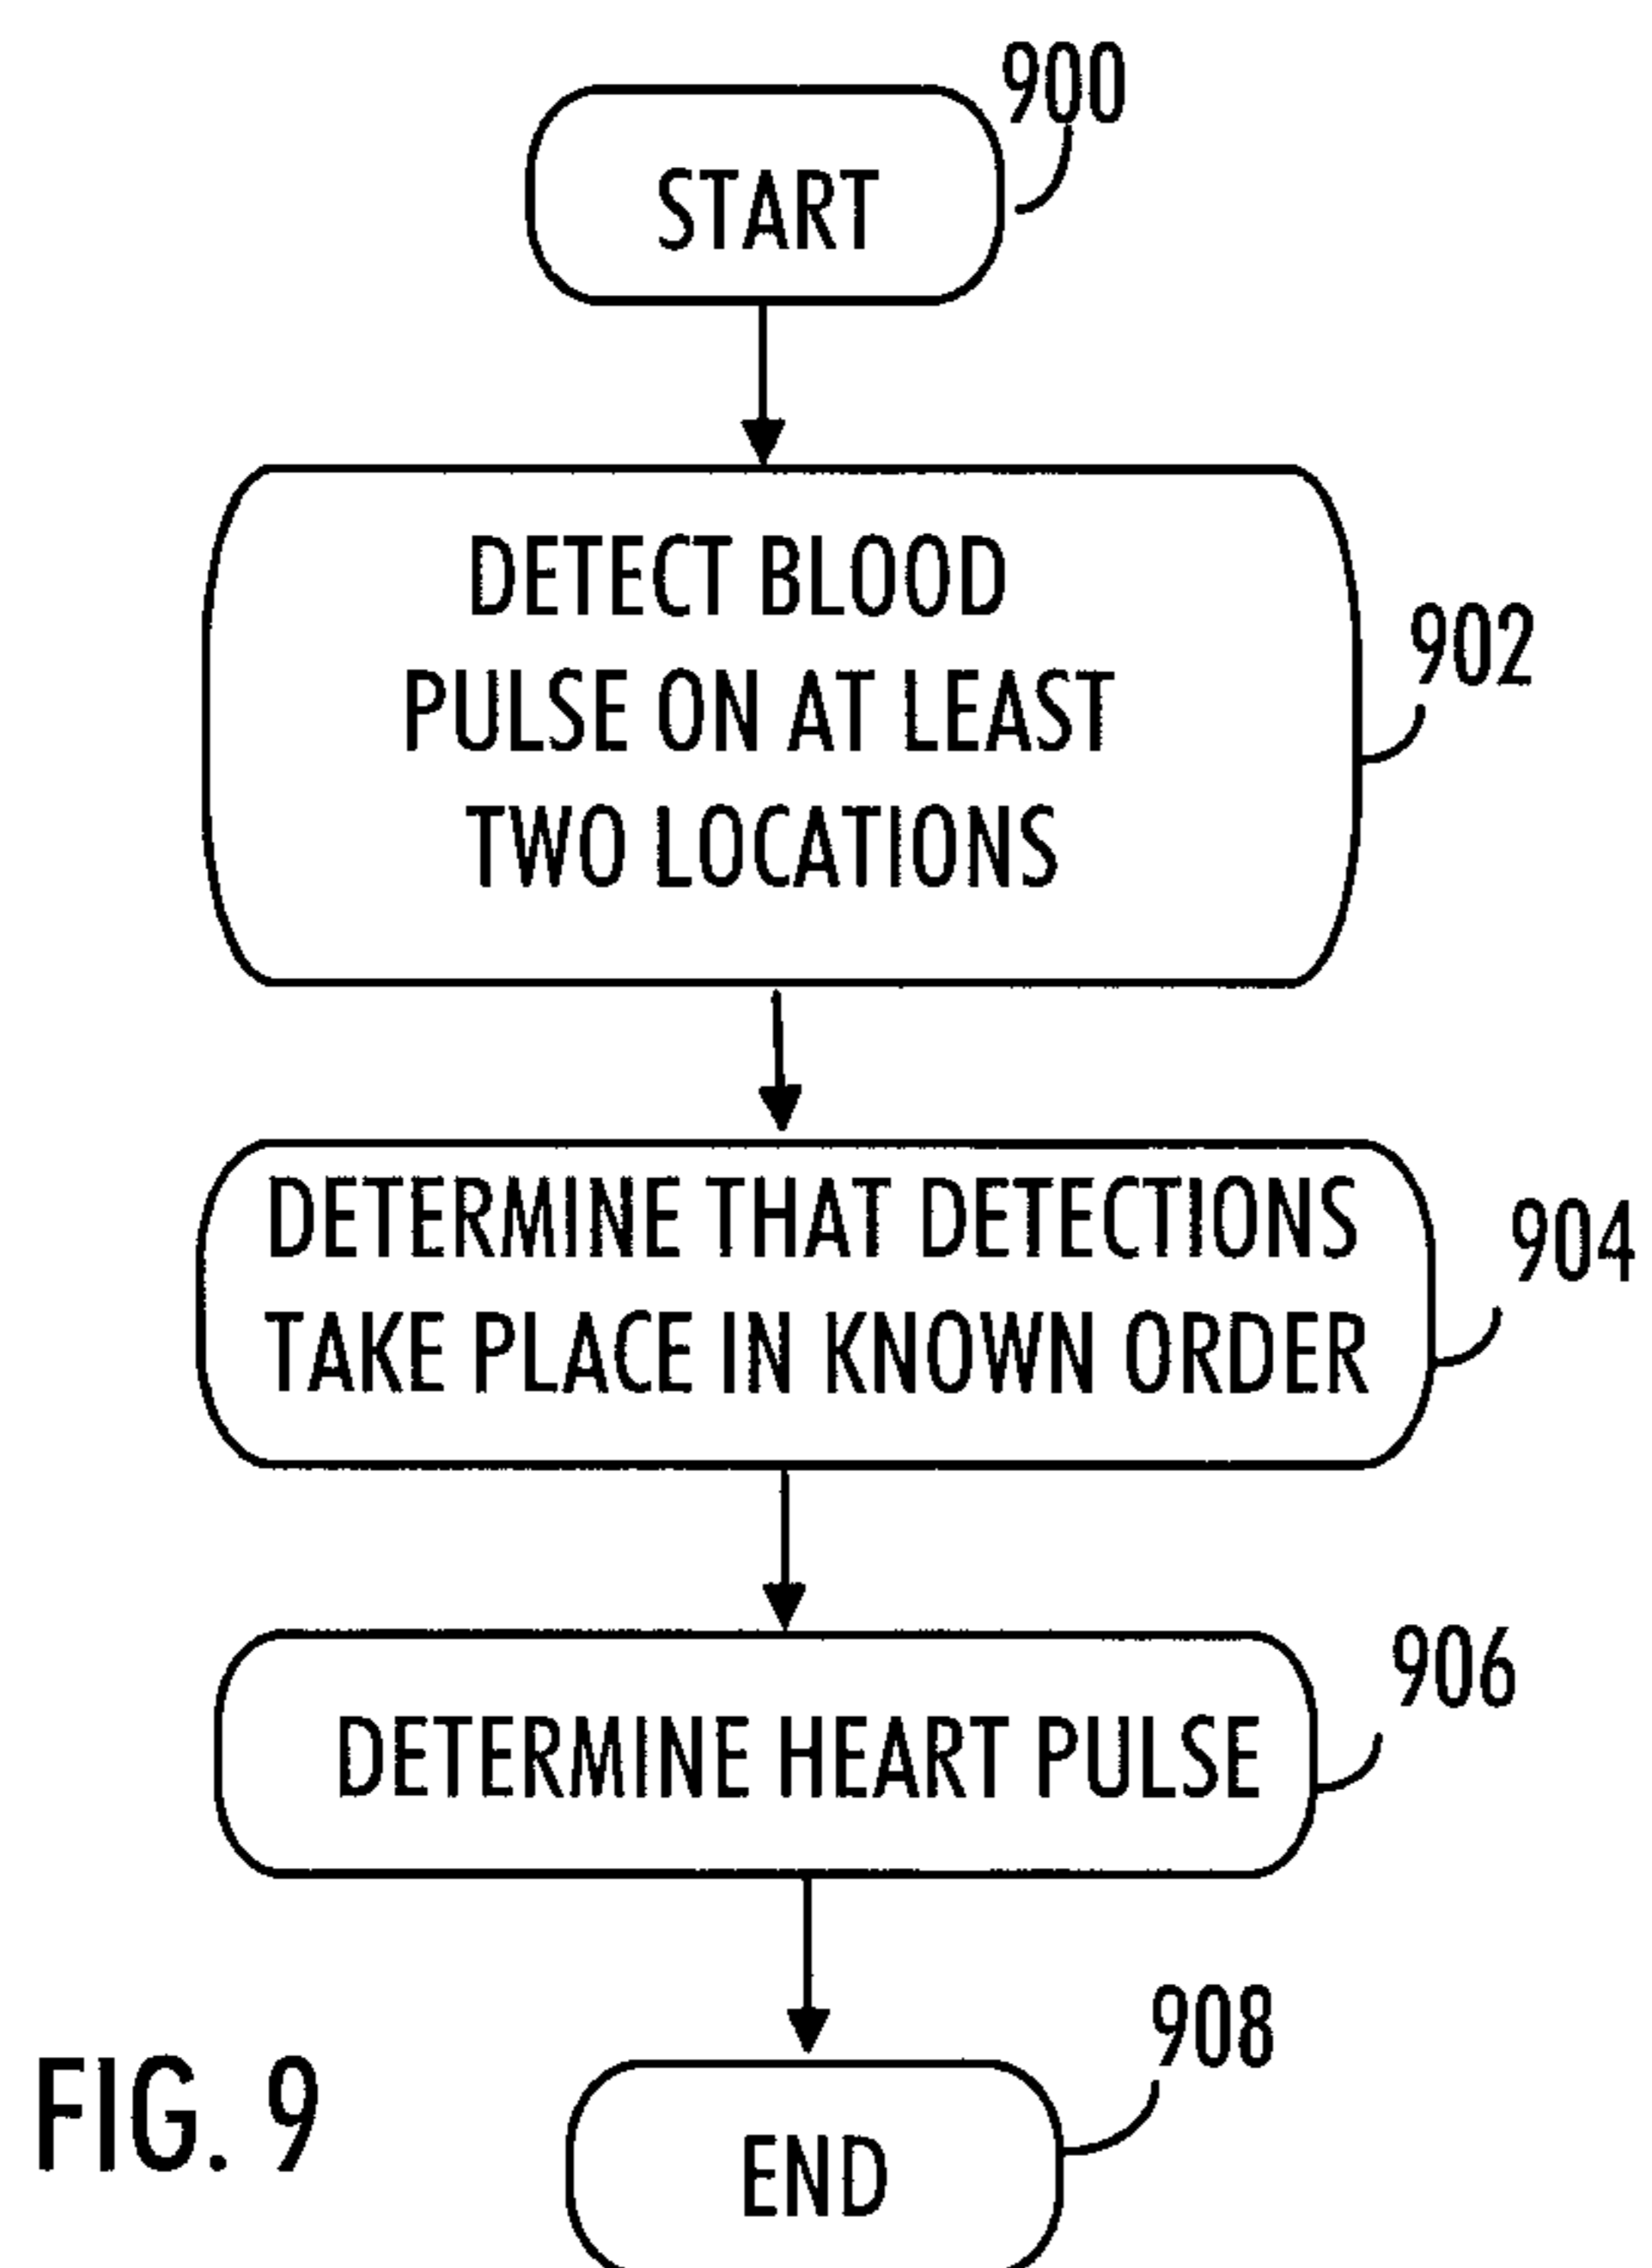 900
START
DETECT BLOOD
PULSE ON AT LEAST
TWO LOCATIONS
902
DETERMINE THAT DETECTIONS
TAKE PLACE IN KNOWN ORDER
904
906
DETERMINE HEART PULSE
908
END
FIG. 9